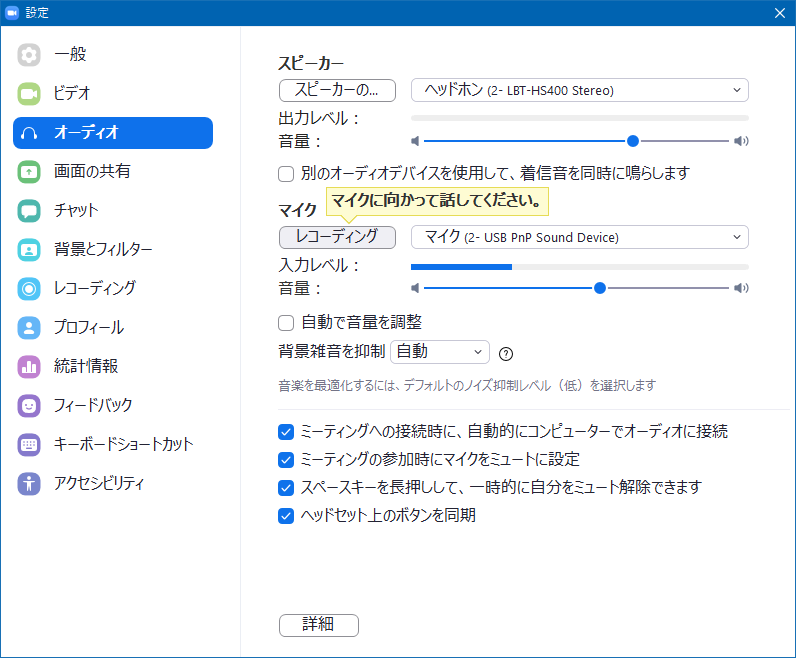 設定
一般
ビデオ
オーディオ
画面の共有
チャット
背景とフィルター
レコーディング
プロフィール
統計情報
フィードバック
キーボードショートカット
アクセシビリティ
スピーカー
スピーカーの... ヘッドホン (2- LBT-HS400 Stereo)
出力レベル：
音量：
別のオーディオデバイスを使用して、着信音を同時に鳴らします
マイクに向かって話してください。
マイク
レコーディング マイク (2- USB PnP Sound Device)
入力レベル：
音量：
自動で音量を調整
背景雑音を抑制 自動 ?
音楽を最適化するには、デフォルトのノイズ抑制レベル（低）を選択します
ミーティングへの接続時に、自動的にコンピューターでオーディオに接続
ミーティングの参加時にマイクをミュートに設定
スペースキーを長押しして、一時的に自分をミュート解除できます
ヘッドセット上のボタンを同期
詳細